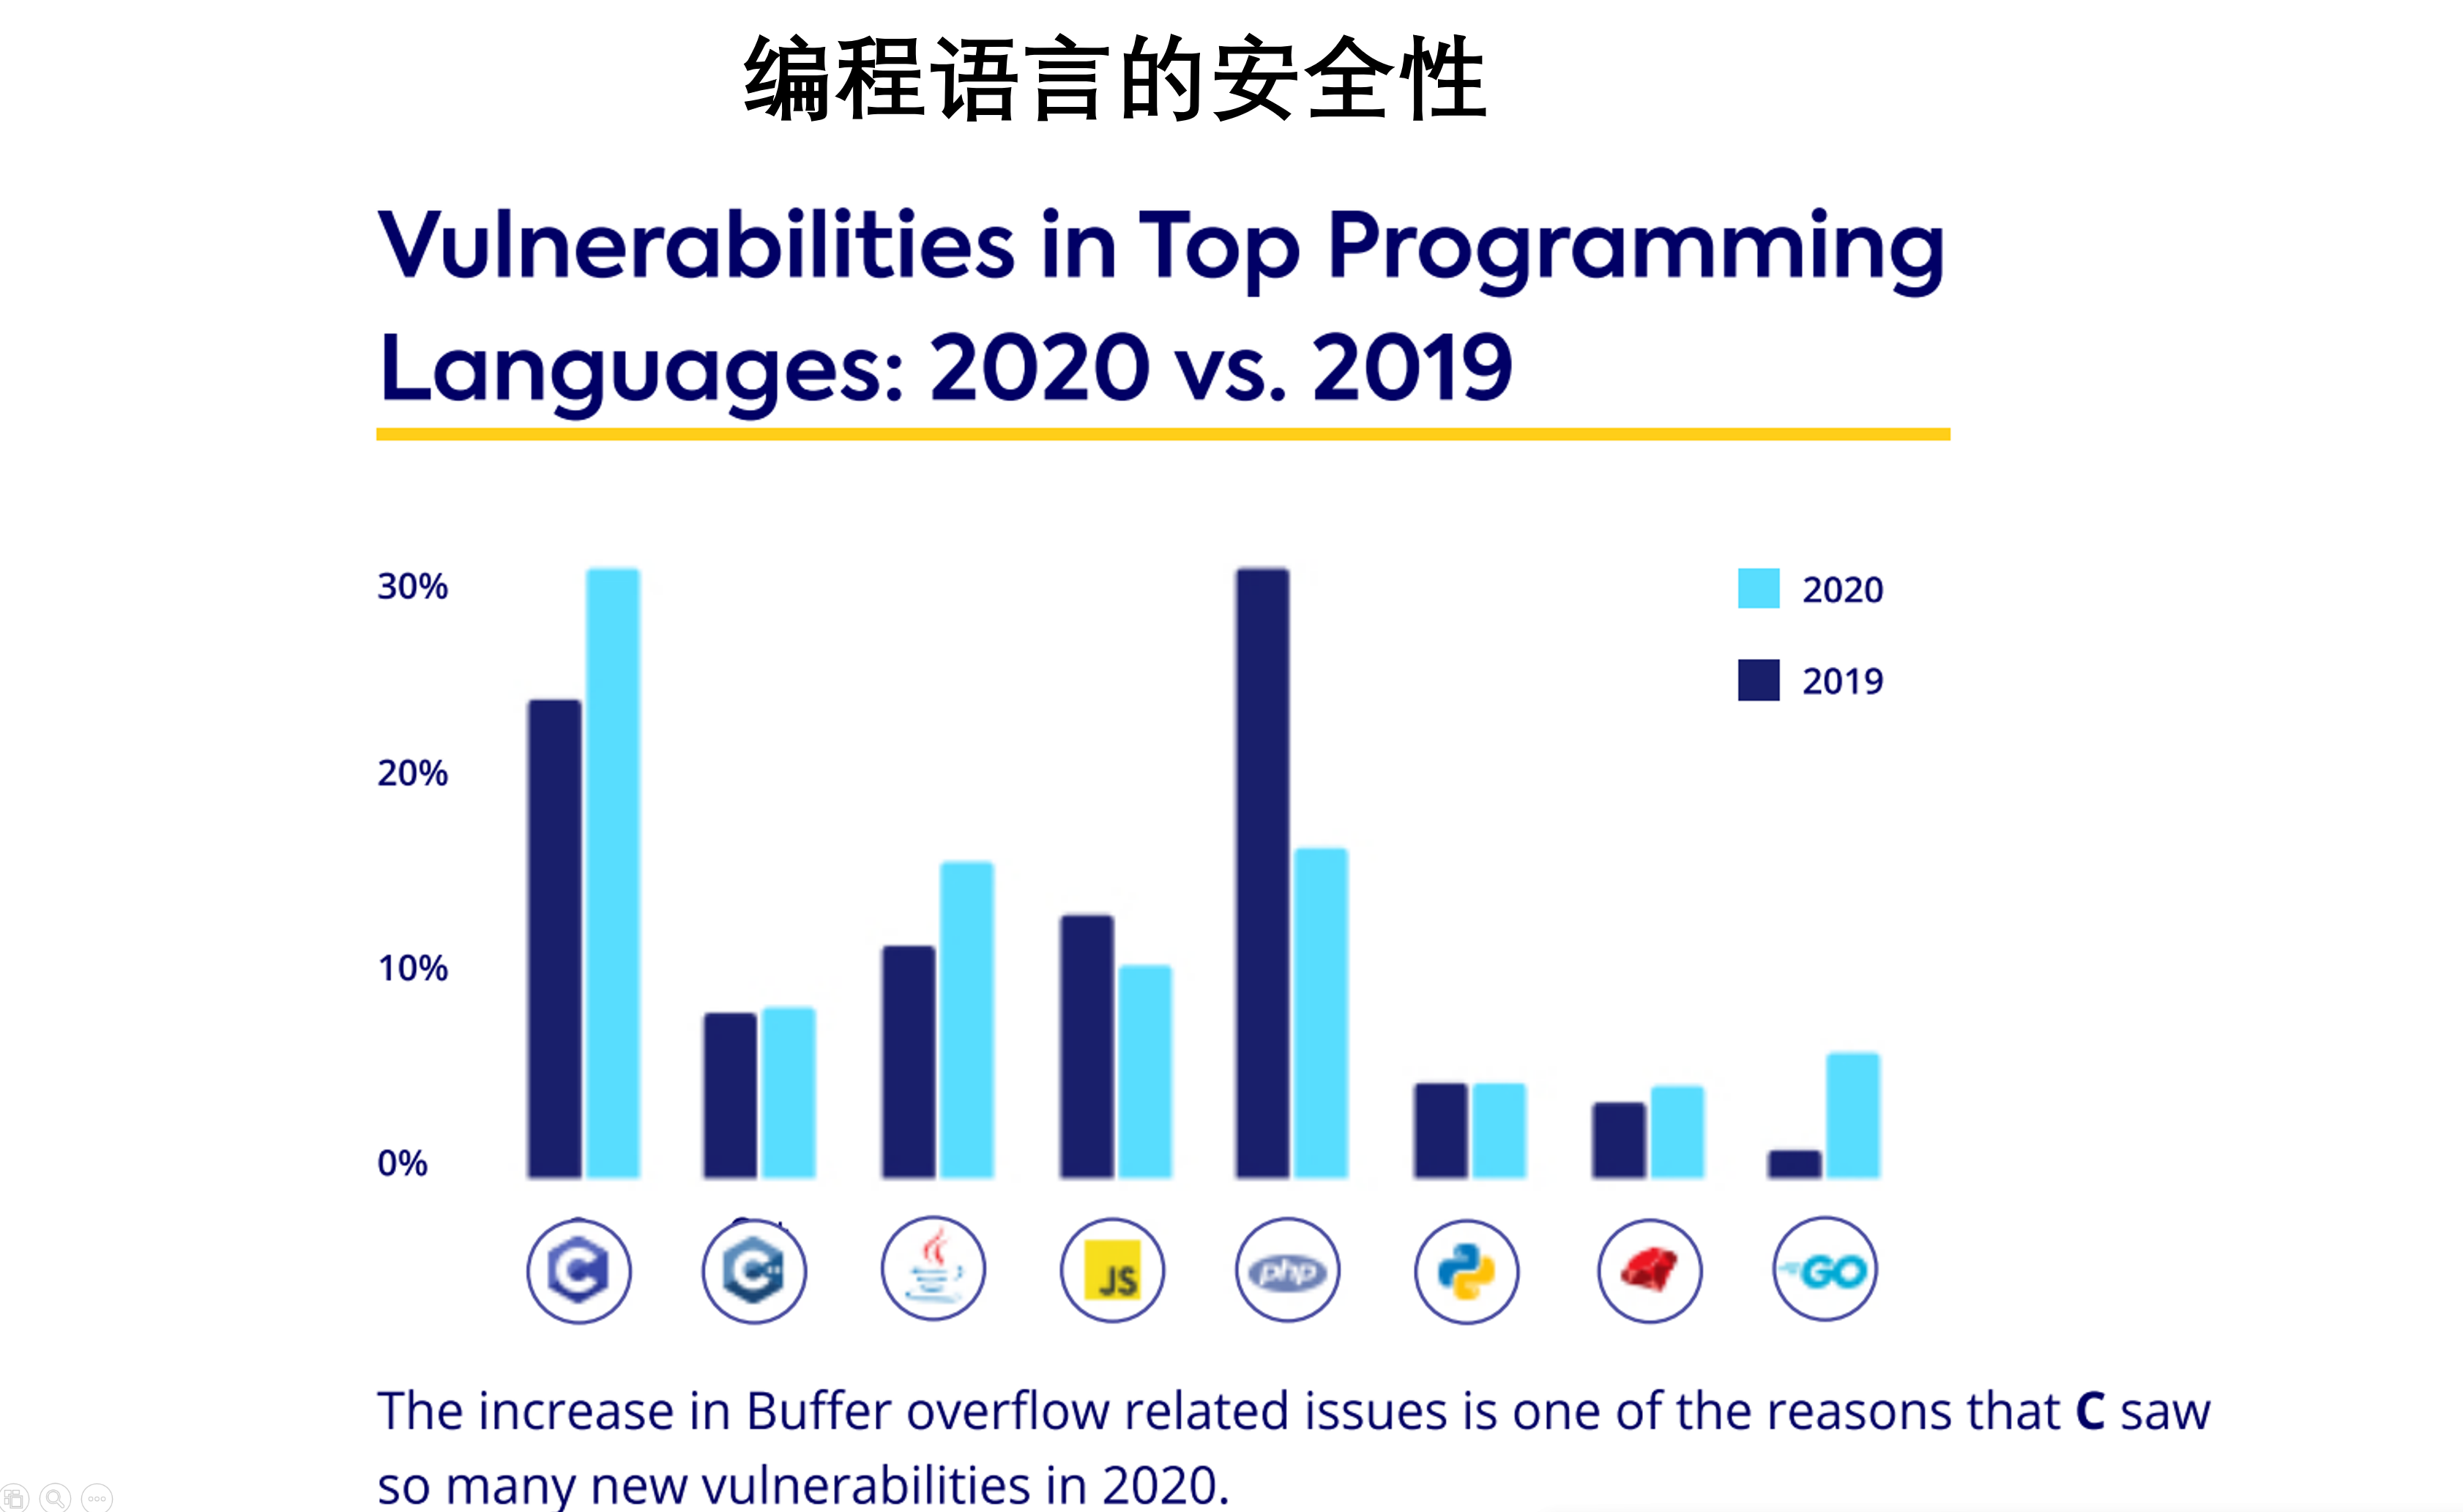 编程语言的安全性
Vulnerabilities in Top Programming
Languages: 2020 vs. 2019
30%
20%
10%
0%
2020
2019
C
C++
JS
php
GO
The increase in Buffer overflow related issues is one of the reasons that C saw
so many new vulnerabilities in 2020.